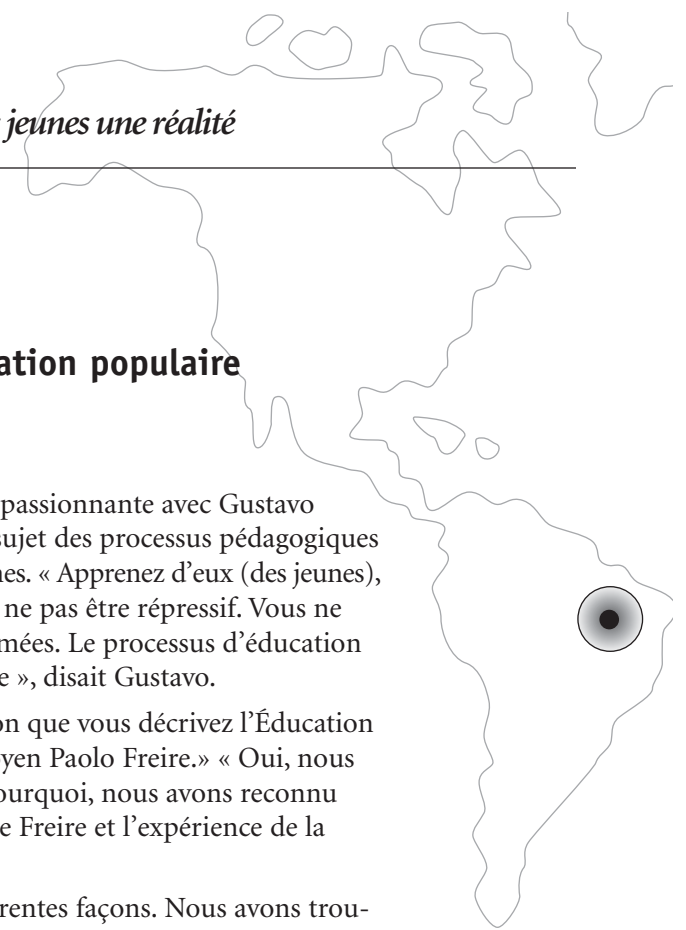 jeunes une réalité
ation populaire
passionnante avec Gustavo
sujet des processus pédagogiques
nes. « Apprenez d'eux (des jeunes),
ne pas être répressif. Vous ne
mées. Le processus d'éducation
e », disait Gustavo.
on que vous décrivez l'Éducation
yen Paolo Freire.» « Oui, nous
ourquoi, nous avons reconnu
e Freire et l'expérience de la
rentes façons. Nous avons trou-